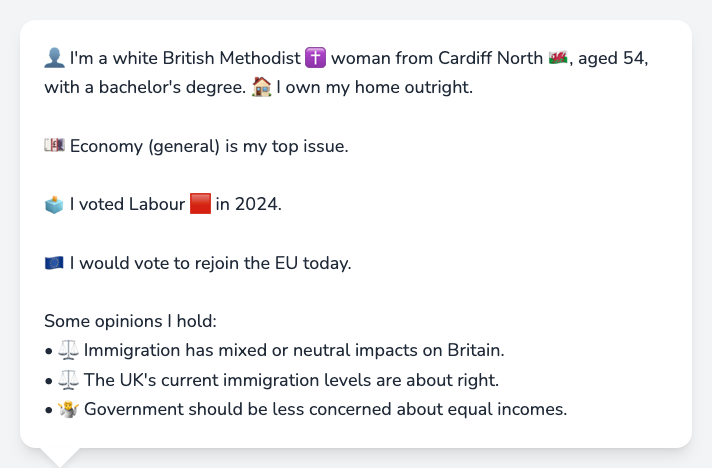 👤 I'm a white British Methodist ✝️ woman from Cardiff North 🏴󠁧󠁢󠁷󠁬󠁳󠁿, aged 54,
with a bachelor's degree. 🏠 I own my home outright.
💷 Economy (general) is my top issue.
🗳️ I voted Labour 🟥 in 2024.
🇪🇺 I would vote to rejoin the EU today.
Some opinions I hold:
• ⚖️ Immigration has mixed or neutral impacts on Britain.
• ⚖️ The UK's current immigration levels are about right.
• 🤷 Government should be less concerned about equal incomes.